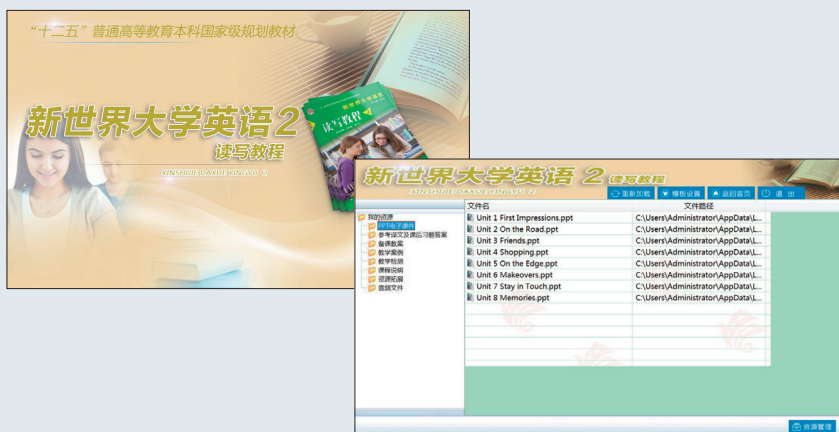 “十二五”普通高等教育本科国家级规划教材
新世界大学英语2
读写教程
XINSHIJIE DAXUE YINGYU 2
读写教程
新世界大学英语 2 读写教程
XINSHIJIE DAXUE YINGYU 2
重新加载 模板设置 返回首页 退 出
文件名 文件路径
我的资源
PPT电子课件
参考译文及课后习题答案
备课教案
教学案例
教学检测
课程说明
资源拓展
音频文件
Unit 1 First Impressions.ppt C:\Users\Administrator\AppData\L...
Unit 2 On the Road.ppt C:\Users\Administrator\AppData\L...
Unit 3 Friends.ppt C:\Users\Administrator\AppData\L...
Unit 4 Shopping.ppt C:\Users\Administrator\AppData\L...
Unit 5 On the Edge.ppt C:\Users\Administrator\AppData\L...
Unit 6 Makeovers.ppt C:\Users\Administrator\AppData\L...
Unit 7 Stay in Touch.ppt C:\Users\Administrator\AppData\L...
Unit 8 Memories.ppt C:\Users\Administrator\AppData\L...
资源管理